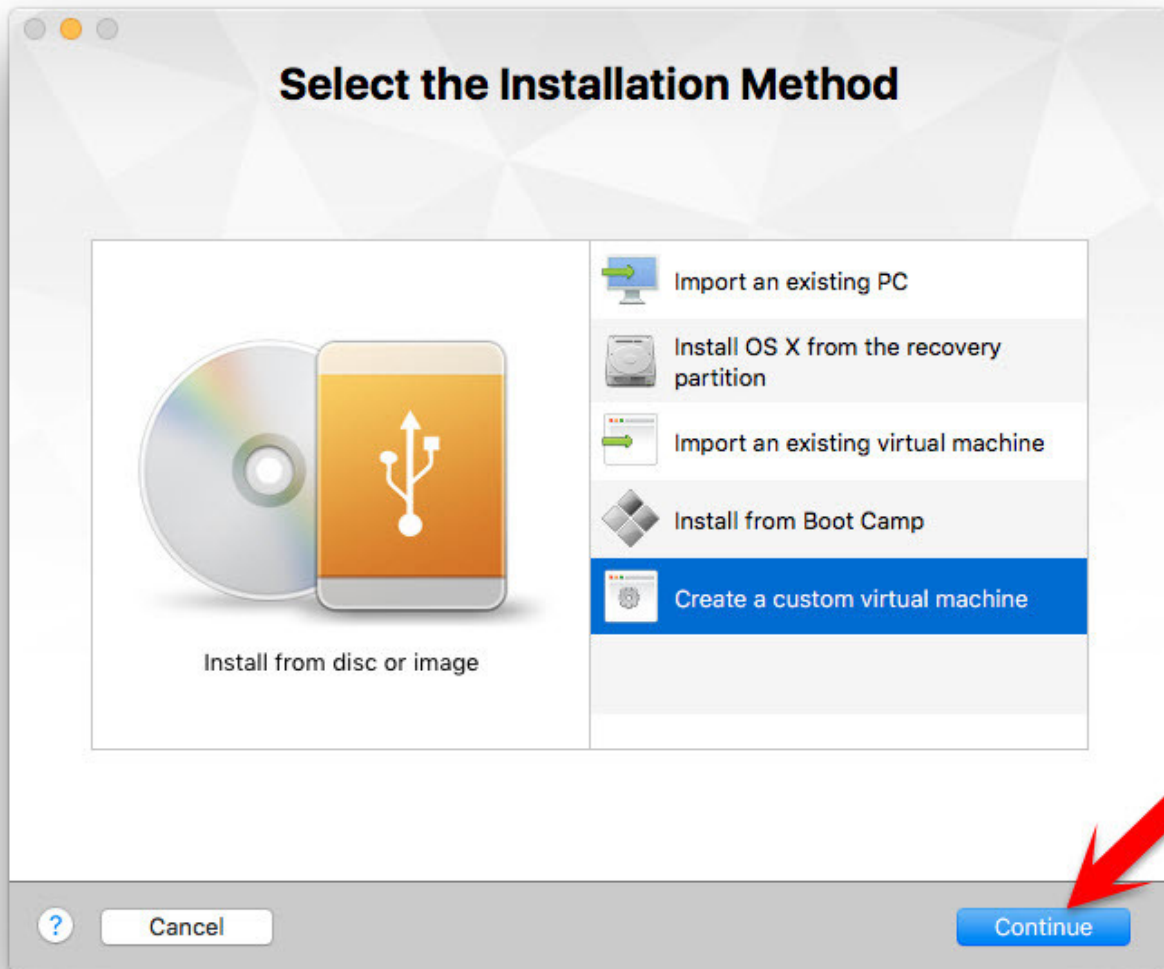 Select the Installation Method
Import an existing PC
Install OS X from the recovery
partition
Import an existing virtual machine
Install from Boot Camp
Create a custom virtual machine
Install from disc or image
?
Cancel
Continue